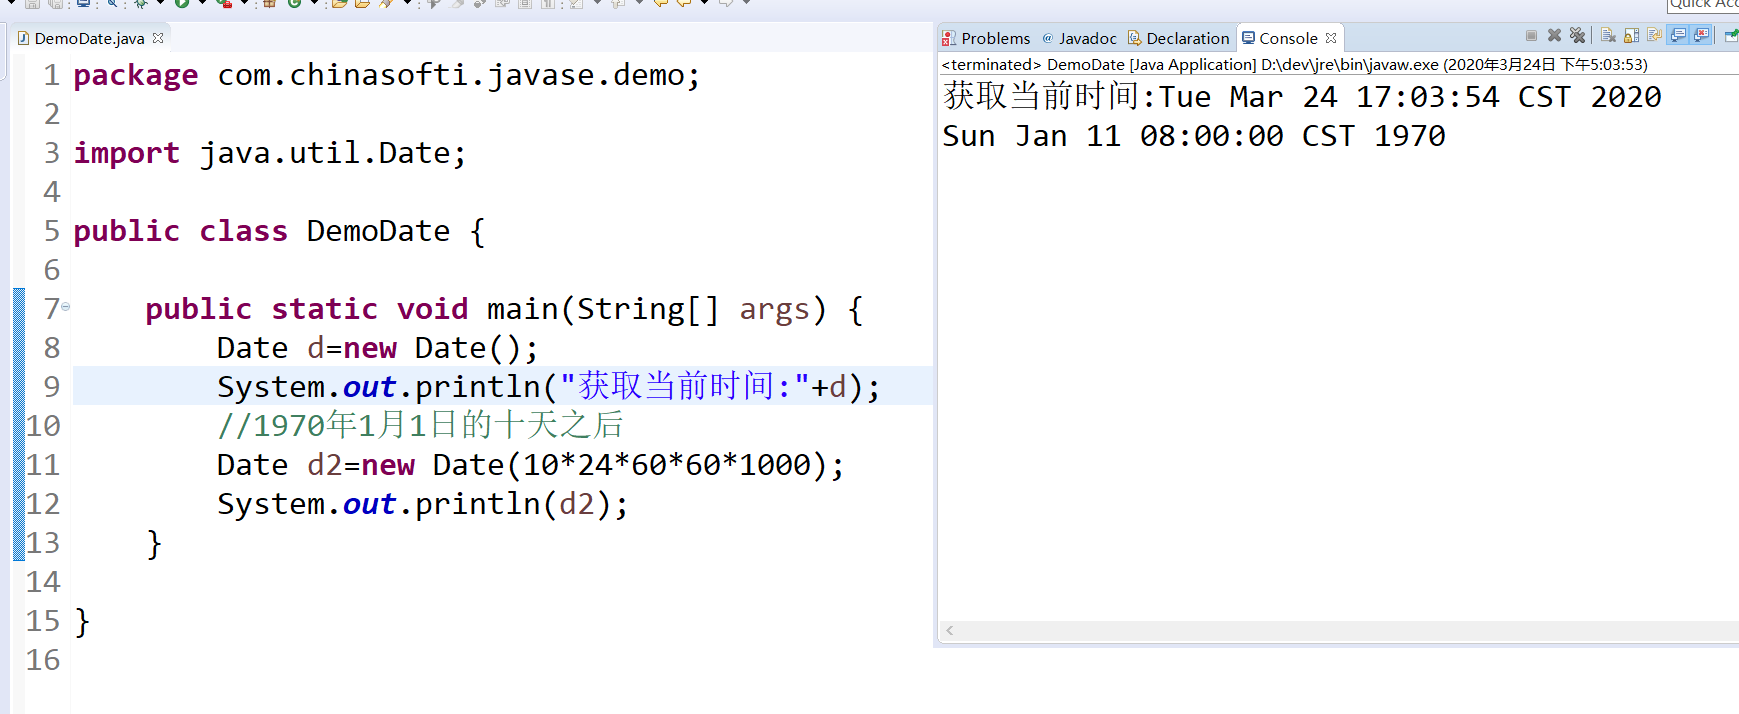 Quick Acc
DemoDate.java
1 package com.chinasofti.javase.demo;
2
3 import java.util.Date;
4
5 public class DemoDate {
6
7 public static void main(String[] args) {
8 Date d=new Date();
9 System.out.println("获取当前时间:"+d);
10 //1970年1月1日的十天之后
11 Date d2=new Date(10*24*60*60*1000);
12 System.out.println(d2);
13 }
14
15 }
16
Problems @ Javadoc Declaration Console
<terminated> DemoDate [Java Application] D:\dev\jre\bin\javaw.exe (2020年3月24日 下午5:03:53)
获取当前时间:Tue Mar 24 17:03:54 CST 2020
Sun Jan 11 08:00:00 CST 1970